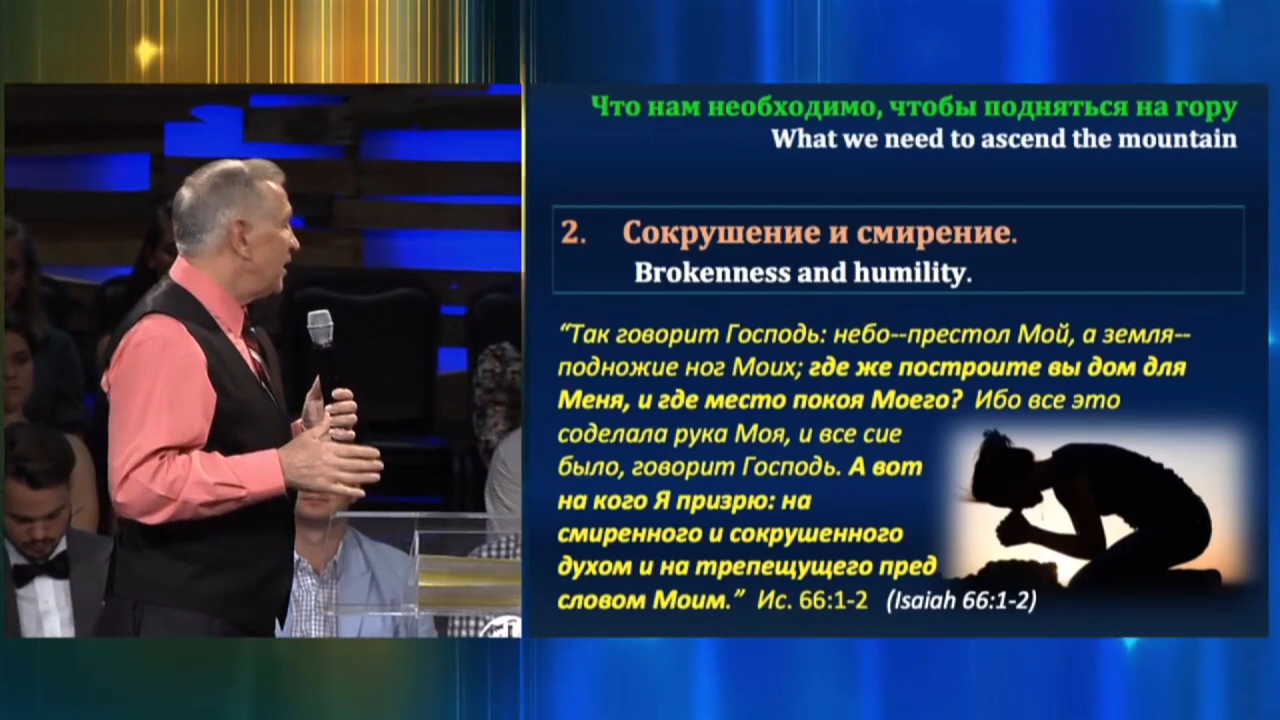 Что нам необходимо, чтобы подняться на гору
What we need to ascend the mountain
2. Сокрушение и смирение.
Brokenness and humility.
“Так говорит Господь: небо--престол Мой, а земля--
подножие ног Моих; где же построите вы дом для
Меня, и где место покоя Моего? Ибо все это
соделала рука Моя, и все сие
было, говорит Господь. А вот
на кого Я призрю: на
смиренного и сокрушенного
духом и на трепещущего пред
словом Моим.” Ис. 66:1-2 (Isaiah 66:1-2)